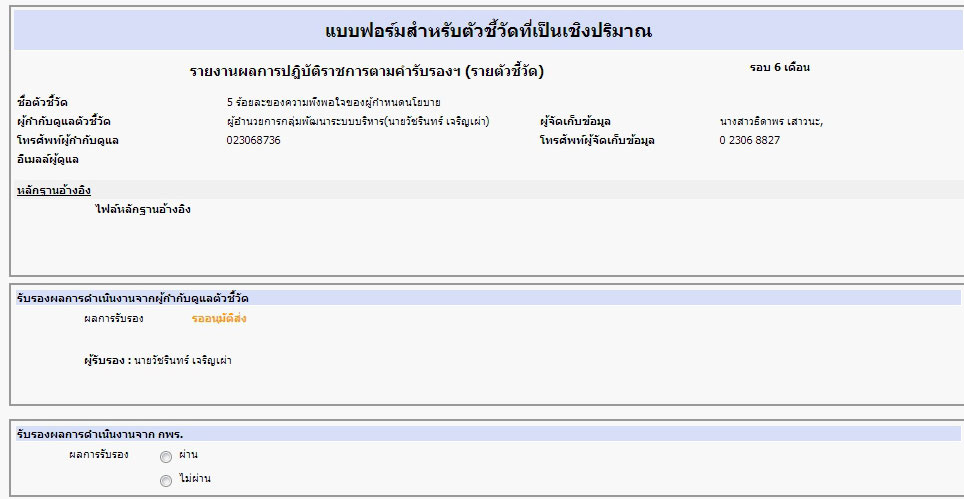 แบบฟอร์มสำหรับตัวชี้วัดที่เป็นเชิงปริมาณ
รายงานผลการปฏิบัติราชการตามคำรับรองฯ (รายตัวชี้วัด) รอบ 6 เดือน
ชื่อตัวชี้วัด 5 ร้อยละของความพึงพอใจของผู้กำหนดนโยบาย
ผู้กำกับดูแลตัวชี้วัด ผู้อำนวยการกลุ่มพัฒนาระบบบริหาร(นายวัชรินทร์ เจริญเผ่า) ผู้จัดเก็บข้อมูล นางสาวธิดาพร เสาวนะ,
โทรศัพท์ผู้กำกับดูแล 023068736 โทรศัพท์ผู้จัดเก็บข้อมูล 0 2306 8827
อีเมลล์ผู้ดูแล
หลักฐานอ้างอิง
ไฟล์หลักฐานอ้างอิง
รับรองผลการดำเนินงานจากผู้กำกับดูแลตัวชี้วัด
ผลการรับรอง รออนุมัติส่ง
ผู้รับรอง : นายวัชรินทร์ เจริญเผ่า
รับรองผลการดำเนินงานจาก กพร.
ผลการรับรอง ผ่าน
ไม่ผ่าน